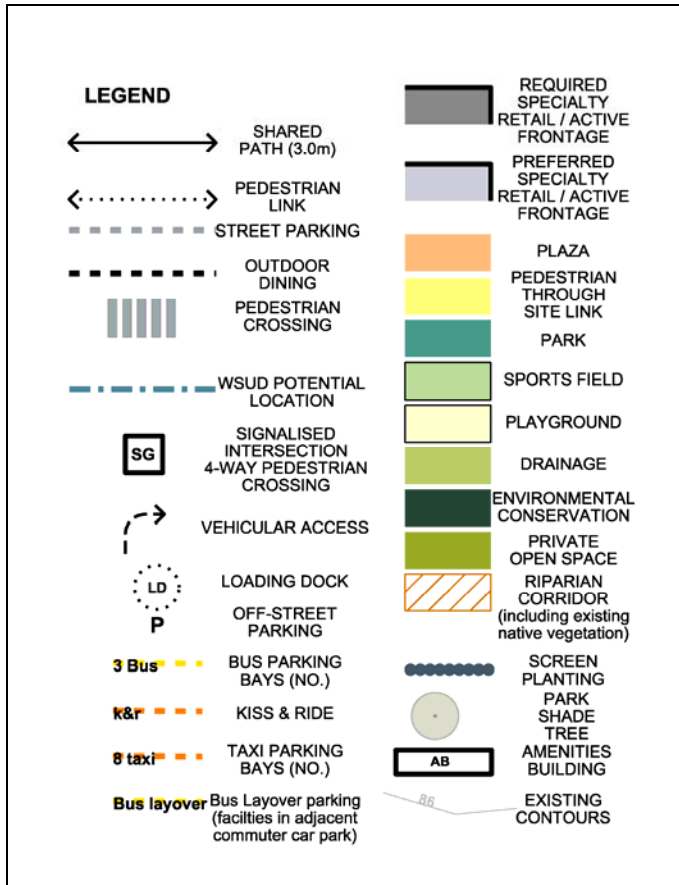 LEGEND
SHARED
PATH (3.0m)
PEDESTRIAN
LINK
STREET PARKING
OUTDOOR
DINING
PEDESTRIAN
CROSSING
WSUD POTENTIAL
LOCATION
SG
SIGNALISED
INTERSECTION
4-WAY PEDESTRIAN
CROSSING
VEHICULAR ACCESS
LD
LOADING DOCK
P
OFF-STREET
PARKING
3 Bus
BUS PARKING
BAYS (NO.)
k&r
KISS & RIDE
8 taxi
TAXI PARKING
BAYS (NO.)
Bus layover
Bus Layover parking
(facilties in adjacent
commuter car park)
REQUIRED
SPECIALTY
RETAIL / ACTIVE
FRONTAGE
PREFERRED
SPECIALTY
RETAIL / ACTIVE
FRONTAGE
PLAZA
PEDESTRIAN
THROUGH
SITE LINK
PARK
SPORTS FIELD
PLAYGROUND
DRAINAGE
ENVIRONMENTAL
CONSERVATION
PRIVATE
OPEN SPACE
RIPARIAN
CORRIDOR
(including existing
native vegetation)
SCREEN
PLANTING
PARK
SHADE
TREE
AB
AMENITIES
BUILDING
86
EXISTING
CONTOURS